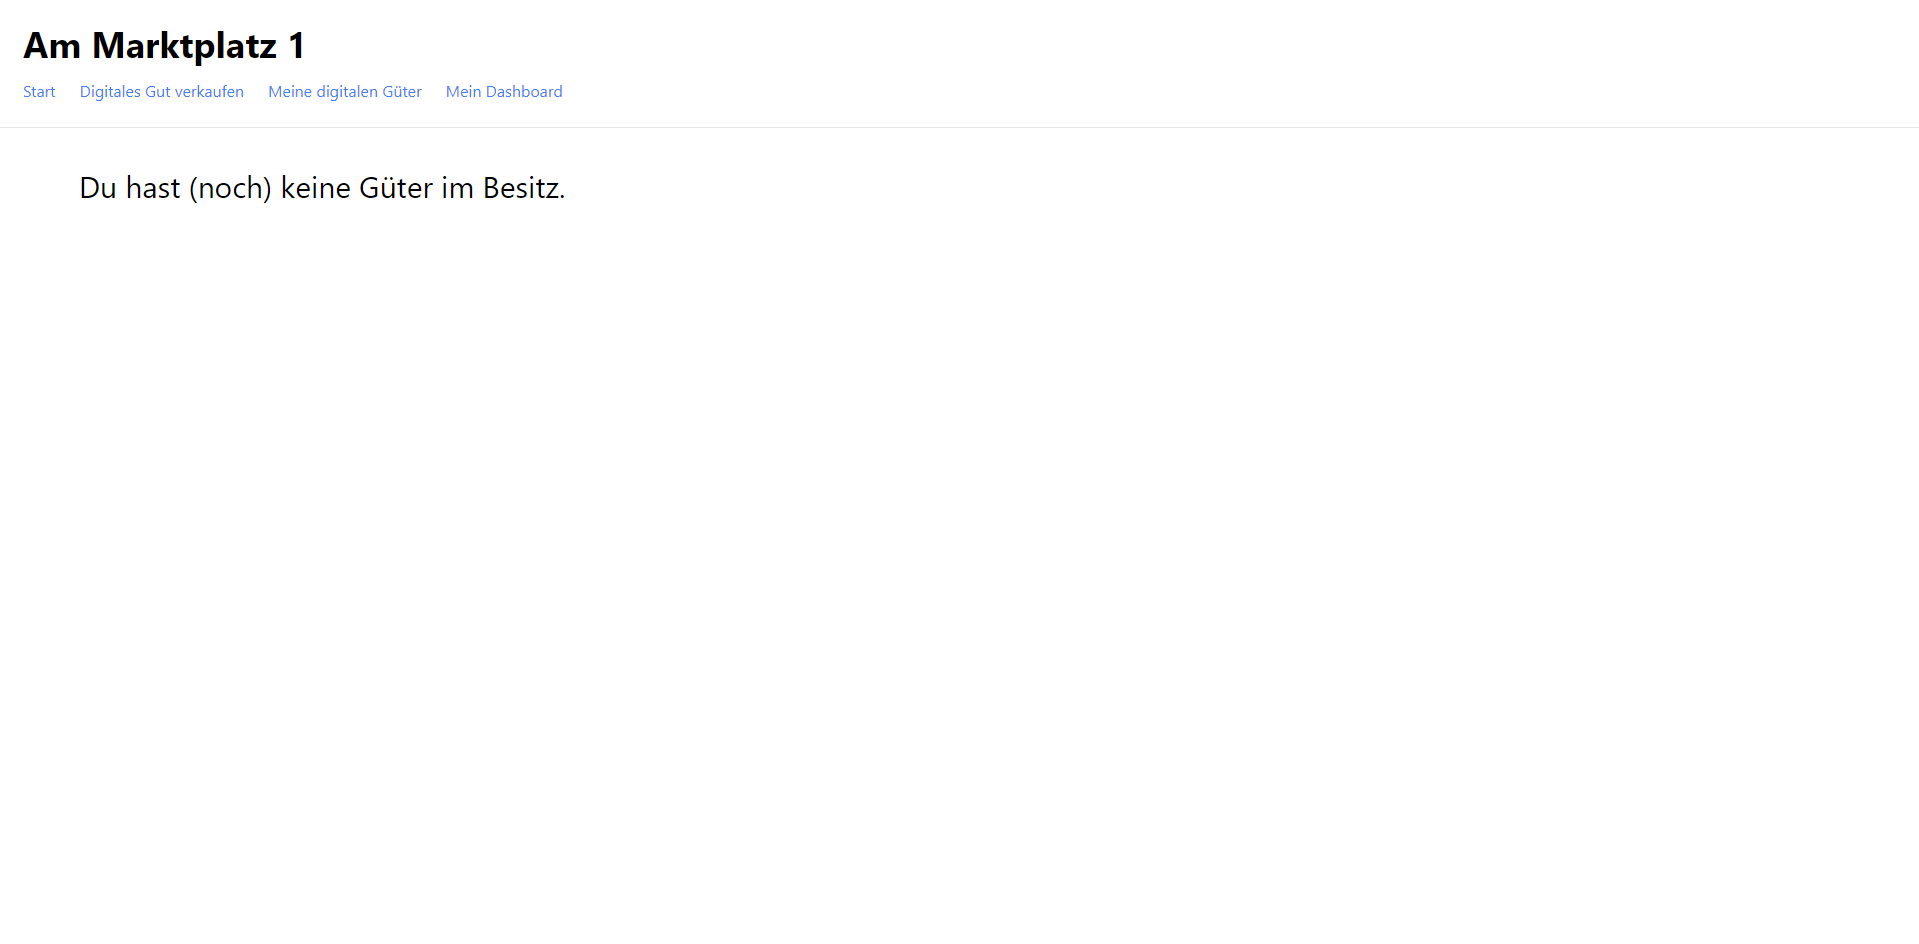 Am Marktplatz 1
Start Digitales Gut verkaufen Meine digitalen Güter Mein Dashboard
Du hast (noch) keine Güter im Besitz.